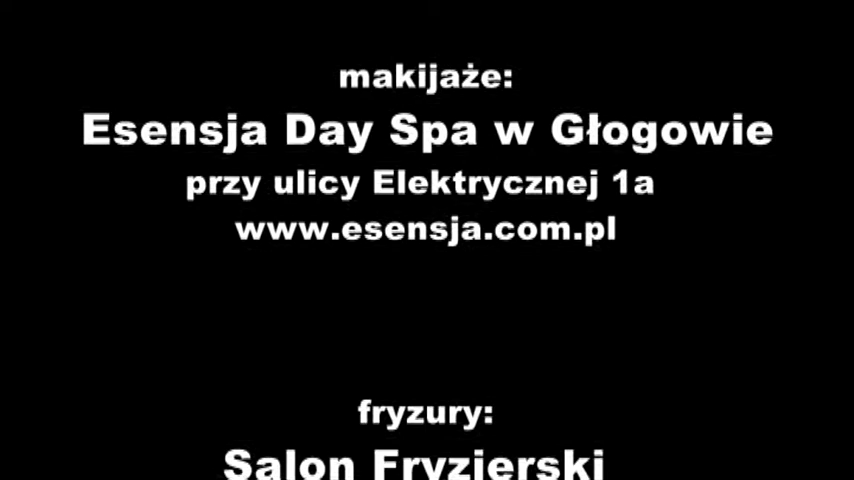 makijaże:
Esensja Day Spa w Głogowie
przy ulicy Elektrycznej 1a
www.esensja.com.pl
fryzury:
Salon Fryzjerski